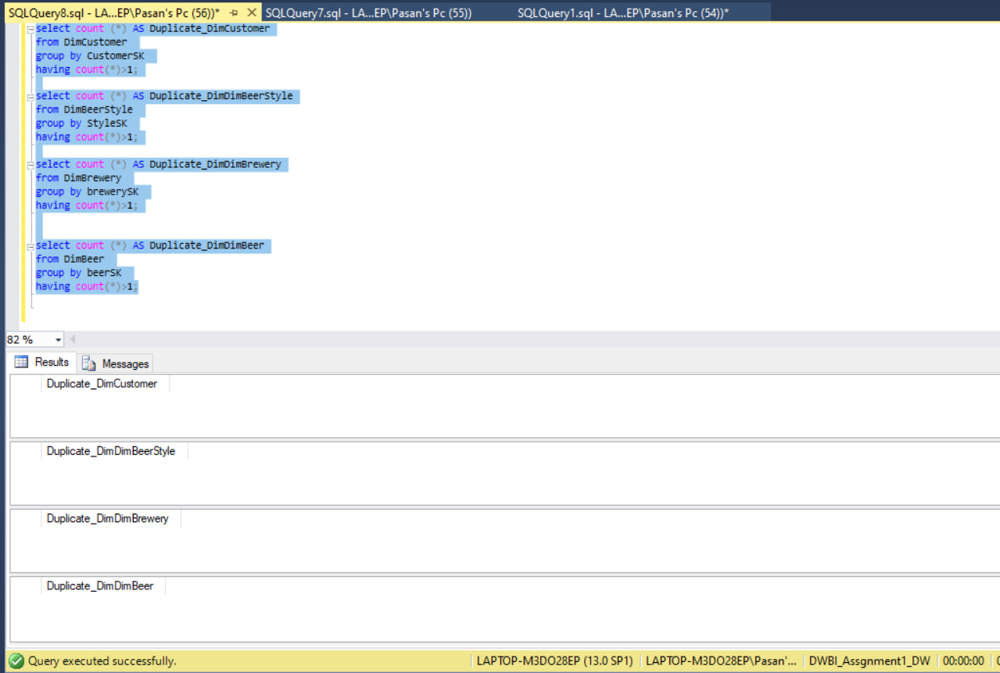 SQLQuery8.sql - LA...EP\Pasan's Pc (56))* SQLQuery7.sql - LA...EP\Pasan's Pc (55)) SQLQuery1.sql - LA...EP\Pasan's Pc (54))*
select count (*) AS Duplicate_DimCustomer
from DimCustomer
group by CustomerSK
having count(*)>1;
select count (*) AS Duplicate_DimDimBeerStyle
from DimBeerStyle
group by StyleSK
having count(*)>1;
select count (*) AS Duplicate_DimDimBrewery
from DimBrewery
group by brewerySK
having count(*)>1;
select count (*) AS Duplicate_DimDimBeer
from DimBeer
group by beerSK
having count(*)>1;
82 %
Results Messages
Duplicate_DimCustomer
Duplicate_DimDimBeerStyle
Duplicate_DimDimBrewery
Duplicate_DimDimBeer
Query executed successfully. LAPTOP-M3DO28EP (13.0 SP1) LAPTOP-M3DO28EP\Pasan'... DWBI_Assgnment1_DW 00:00:00